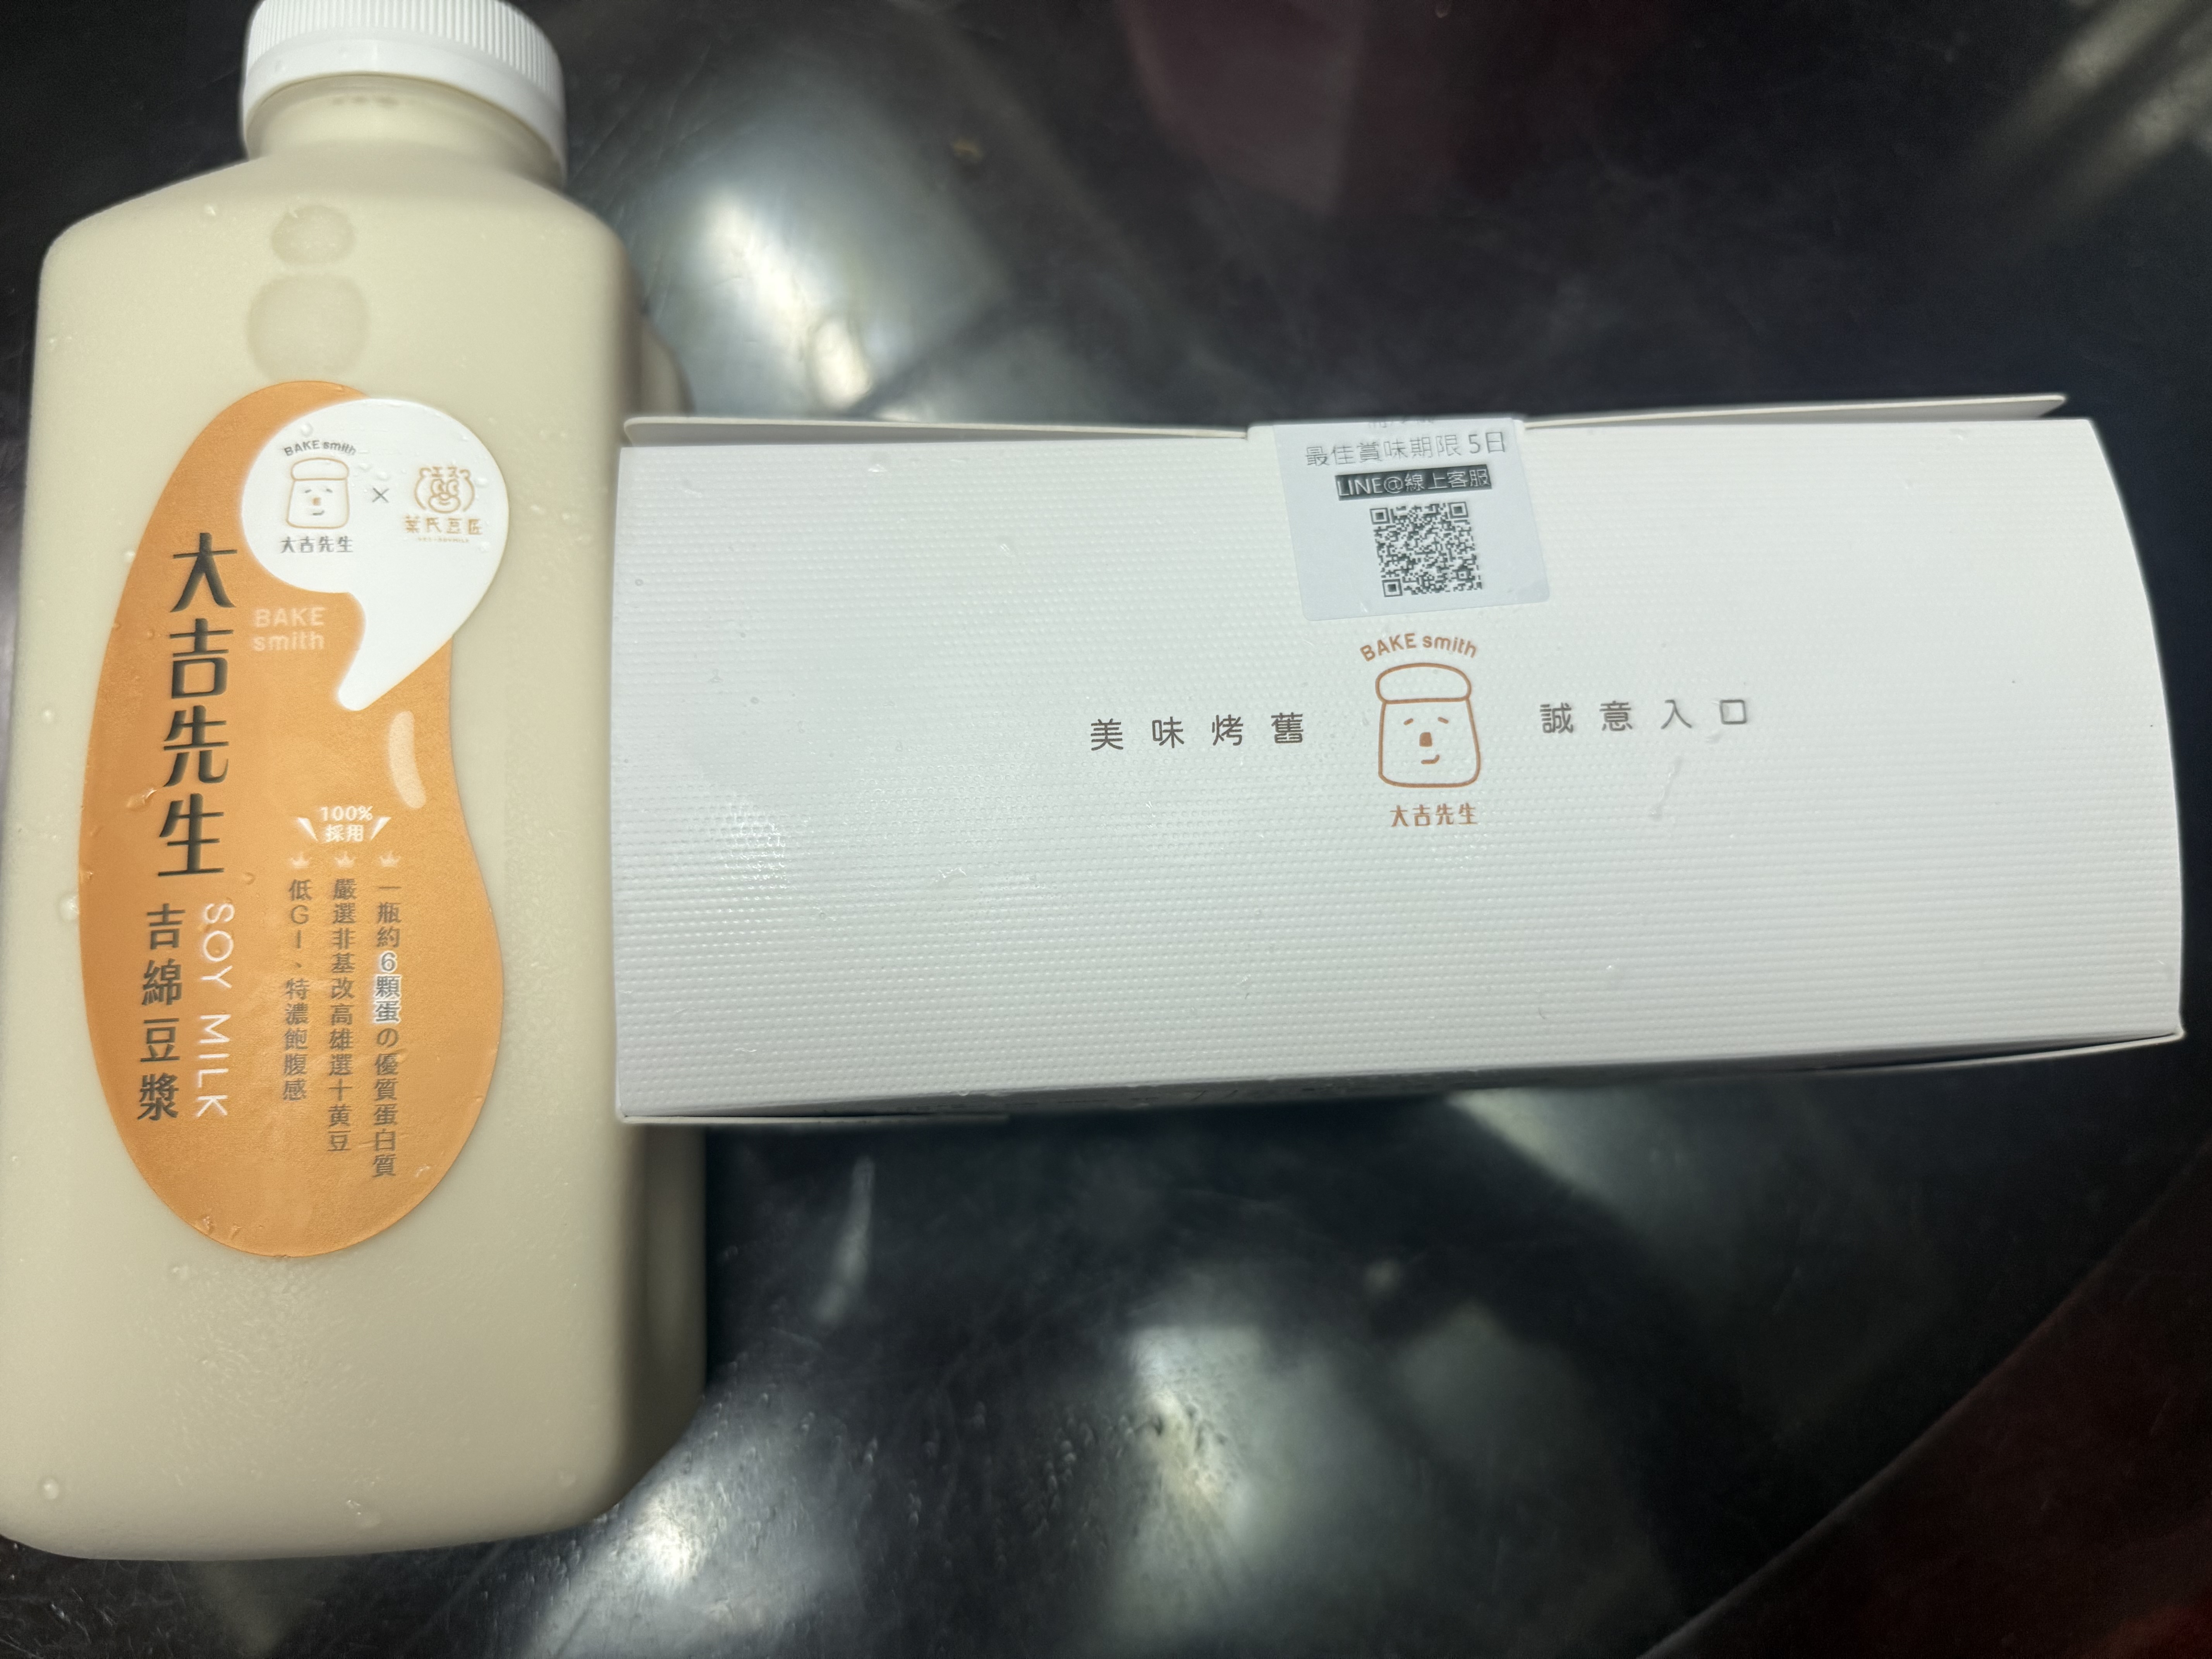 BAKE smith
×
大吉先生
葉氏豆匠
大吉先生
BAKE
smith
吉綿豆漿
SOY MILK
100%
採用
一瓶約6顆蛋の優質蛋白質
嚴選非基改高雄選十黃豆
低GI、特濃飽腹感
最佳賞味期限 5日
LINE@線上客服
美味烤舊
BAKE smith
大吉先生
誠意入口